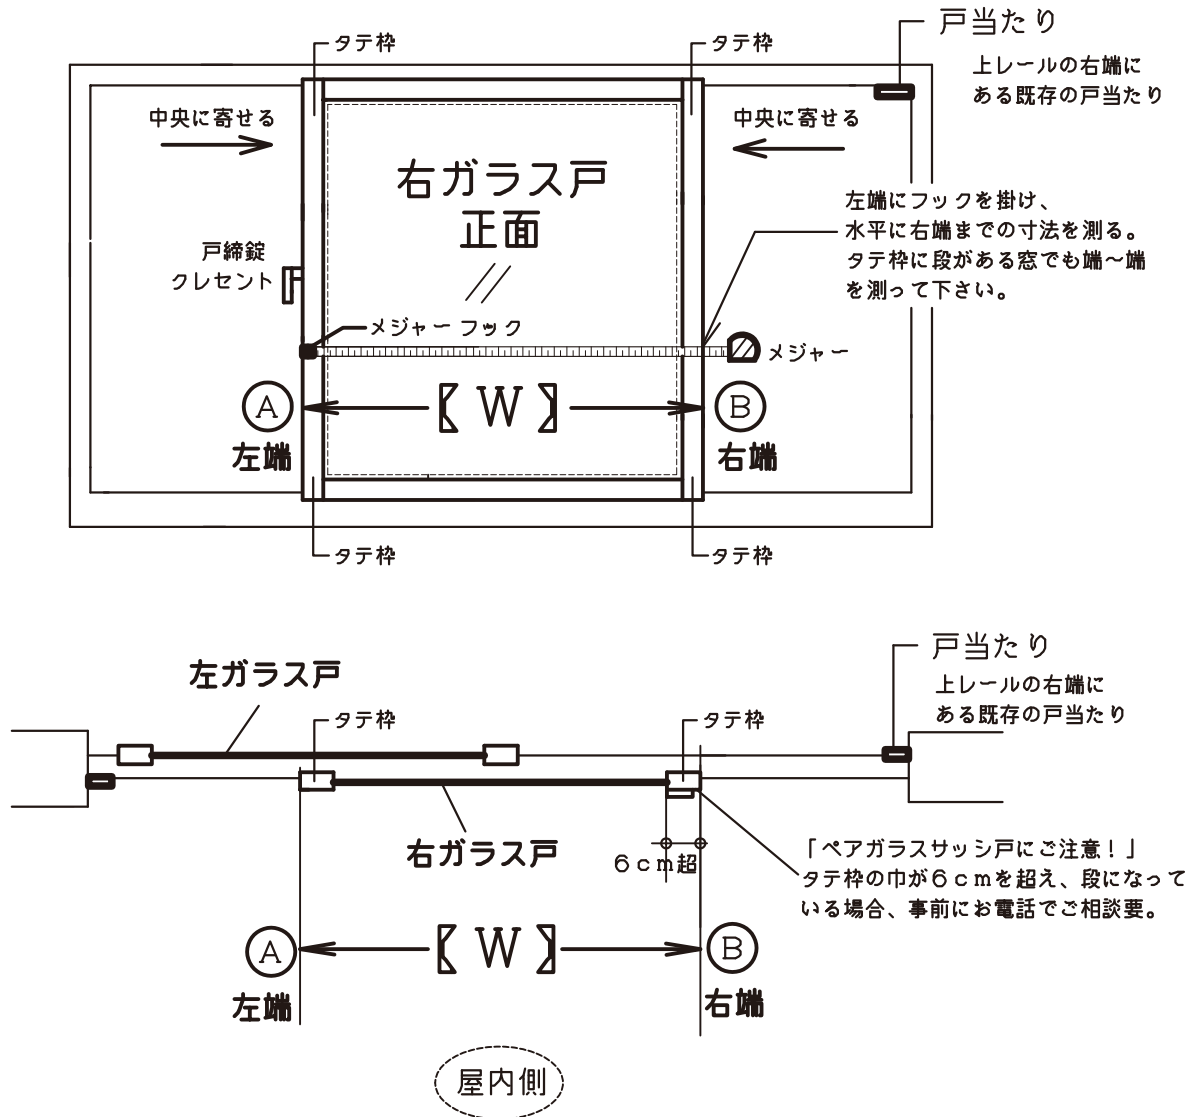 戸当たり
上レールの右端に
ある既存の戸当たり
タテ枠
タテ枠
中央に寄せる
中央に寄せる
右ガラス戸
正面
左端にフックを掛け、
水平に右端までの寸法を測る。
タテ枠に段がある窓でも端〜端
を測って下さい。
戸締錠
クレセント
メジャー フック
メジャー
A
【 W 】
B
左端
右端
タテ枠
タテ枠
戸当たり
上レールの右端に
ある既存の戸当たり
左ガラス戸
タテ枠
タテ枠
右ガラス戸
6cm超
「ペアガラスサッシ戸にご注意！」
タテ枠の巾が6cmを超え、段になって
いる場合、事前にお電話でご相談要。
A
【 W 】
B
左端
右端
屋内側